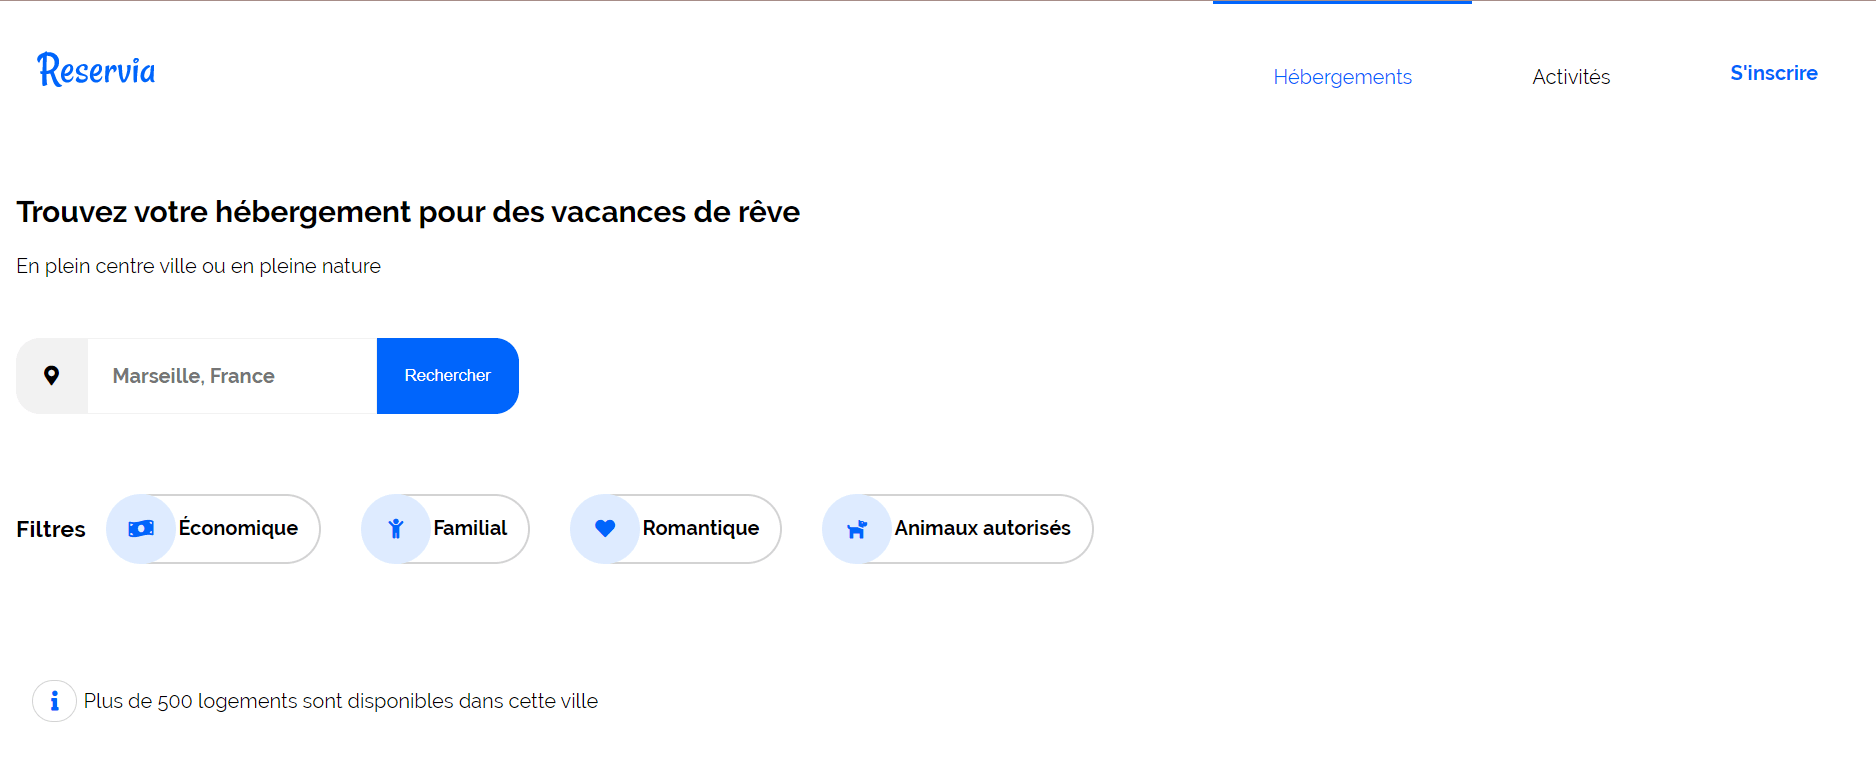 Reservia
Hébergements
Activités
S'inscrire
Trouvez votre hébergement pour des vacances de rêve
En plein centre ville ou en pleine nature
Marseille, France
Rechercher
Filtres
Économique
Familial
Romantique
Animaux autorisés
Plus de 500 logements sont disponibles dans cette ville